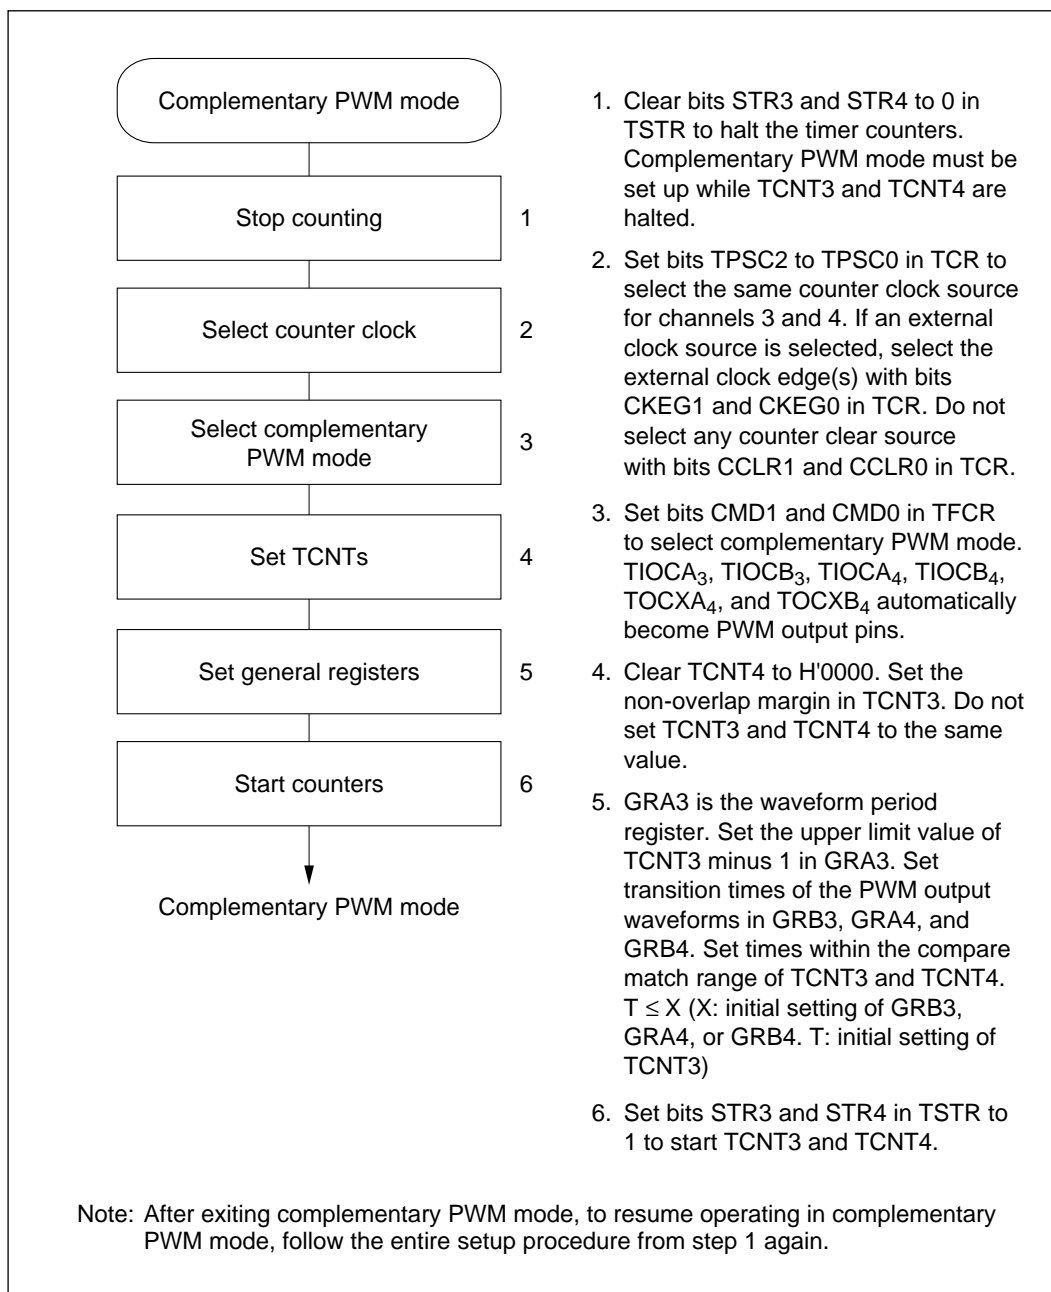 Complementary PWM mode
Stop counting
1
Select counter clock
2
Select complementary
PWM mode
3
Set TCNTs
4
Set general registers
5
Start counters
6
Complementary PWM mode
1. Clear bits STR3 and STR4 to 0 in
TSTR to halt the timer counters.
Complementary PWM mode must be
set up while TCNT3 and TCNT4 are
halted.
2. Set bits TPSC2 to TPSC0 in TCR to
select the same counter clock source
for channels 3 and 4. If an external
clock source is selected, select the
external clock edge(s) with bits
CKEG1 and CKEG0 in TCR. Do not
select any counter clear source
with bits CCLR1 and CCLR0 in TCR.
3. Set bits CMD1 and CMD0 in TFCR
to select complementary PWM mode.
TIOCA₃, TIOCB₃, TIOCA₄, TIOCB₄,
TOCXA₄, and TOCXB₄ automatically
become PWM output pins.
4. Clear TCNT4 to H'0000. Set the
non-overlap margin in TCNT3. Do not
set TCNT3 and TCNT4 to the same
value.
5. GRA3 is the waveform period
register. Set the upper limit value of
TCNT3 minus 1 in GRA3. Set
transition times of the PWM output
waveforms in GRB3, GRA4, and
GRB4. Set times within the compare
match range of TCNT3 and TCNT4.
T ≤ X (X: initial setting of GRB3,
GRA4, or GRB4. T: initial setting of
TCNT3)
6. Set bits STR3 and STR4 in TSTR to
1 to start TCNT3 and TCNT4.
Note: After exiting complementary PWM mode, to resume operating in complementary
PWM mode, follow the entire setup procedure from step 1 again.